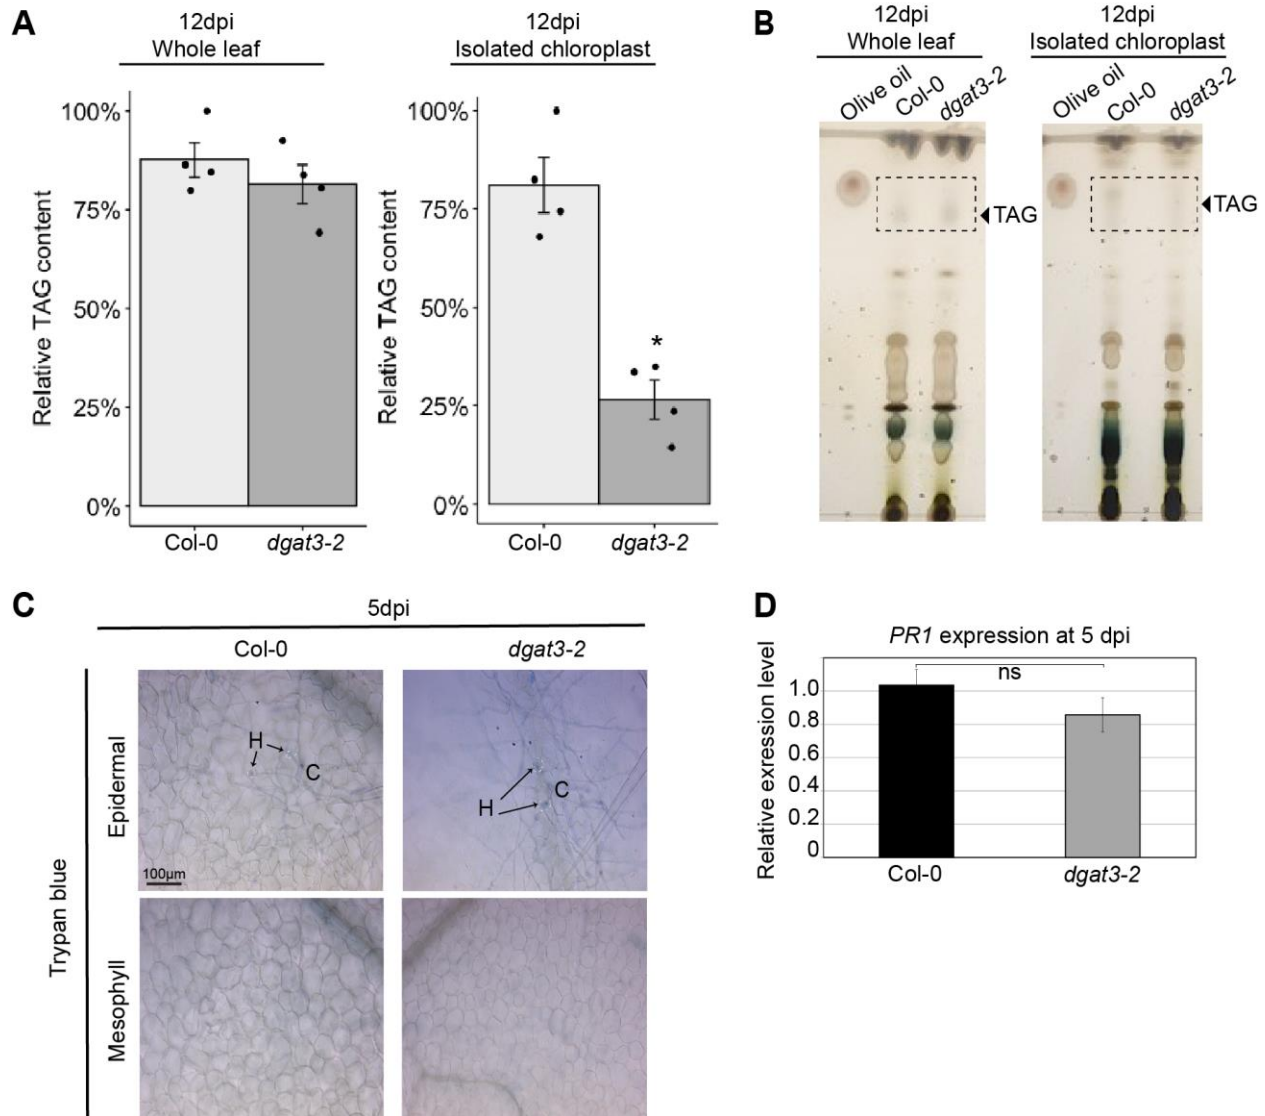 A
12dpi
Whole leaf
12dpi
Isolated chloroplast
Relative TAG content
100%
75%
50%
25%
0%
Col-0
dgat3-2
Relative TAG content
100%
75%
50%
25%
0%
*
Col-0
dgat3-2
B
12dpi
Whole leaf
12dpi
Isolated chloroplast
Olive oil
Col-0
dgat3-2
Olive oil
Col-0
dgat3-2
TAG
TAG
C
5dpi
Col-0
dgat3-2
Trypan blue
Epidermal
Mesophyll
H
C
100µm
H
C
D
PR1 expression at 5 dpi
Relative exression level
ns
1.0
0.8
0.6
0.4
0.2
0
Col-0
dgat3-2